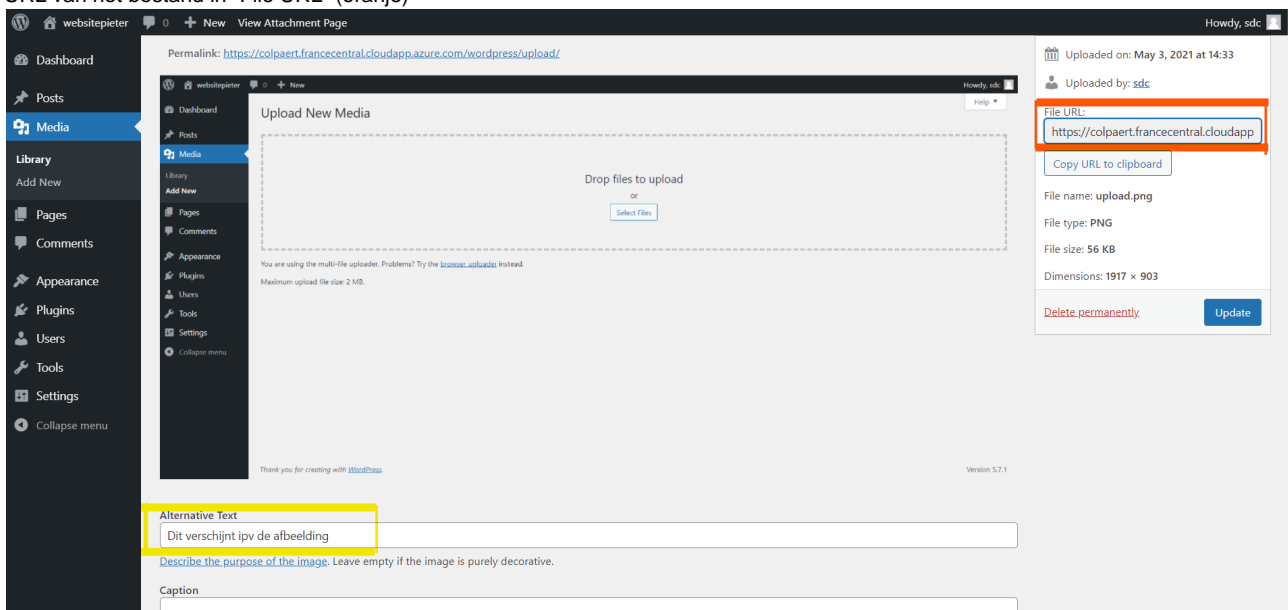 URL van het bestand in "File URL" (oranje)
websitepieter 0 + New View Attachment Page Howdy, sdc
Dashboard
Posts
Media
Library
Add New
Pages
Comments
Appearance
Plugins
Users
Tools
Settings
Collapse menu
Permalink: https://colpaert.francecentral.cloudapp.azure.com/wordpress/upload/
websitepieter 0 + New Howdy, sdc
Dashboard
Posts
Media
Library
Add New
Pages
Comments
Appearance
Plugins
Users
Tools
Settings
Collapse menu
Help ▼
Upload New Media
Drop files to upload
or
Select Files
You are using the multi-file uploader. Problems? Try the browser uploader instead.
Maximum upload file size: 2 MB.
Thank you for creating with WordPress. Version 5.7.1
Alternative Text
Dit verschijnt ipv de afbeelding
Describe the purpose of the image. Leave empty if the image is purely decorative.
Caption
Uploaded on: May 3, 2021 at 14:33
Uploaded by: sdc
File URL:
https://colpaert.francecentral.cloudapp
Copy URL to clipboard
File name: upload.png
File type: PNG
File size: 56 KB
Dimensions: 1917 × 903
Delete permanently Update